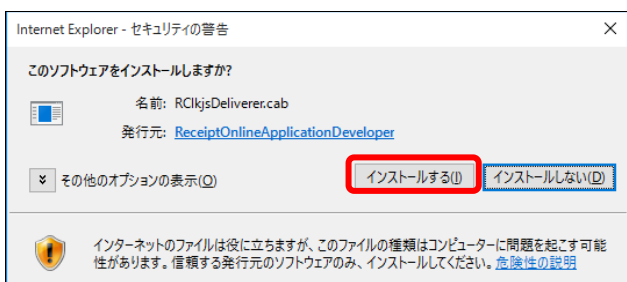 Internet Explorer - セキュリティの警告
このソフトウェアをインストールしますか?
名前: RClkjsDeliverer.cab
発行元: ReceiptOnlineApplicationDeveloper
その他のオプションの表示(O)
インストールする(I)
インストールしない(D)
インターネットのファイルは役に立ちますが、このファイルの種類はコンピューターに問題を起こす可能
性があります。信頼する発行元のソフトウェアのみ、インストールしてください。危険性の説明